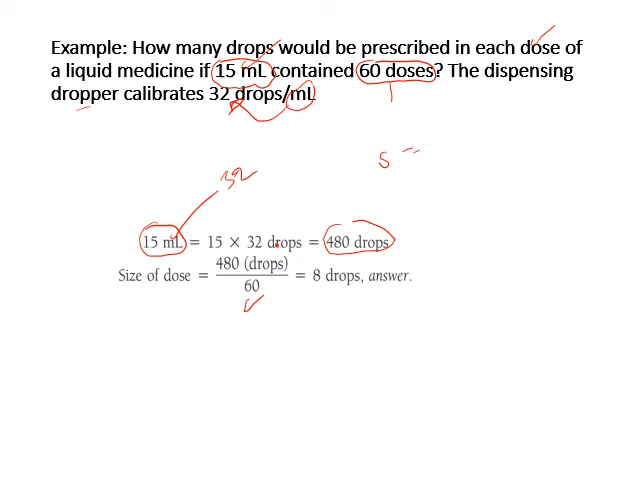 Example: How many drops would be prescribed in each dose of
a liquid medicine if 15 mL contained 60 doses? The dispensing
dropper calibrates 32 drops/mL
S =
32
15 mL = 15 × 32 drops = 480 drops
Size of dose = 480 (drops) / 60 = 8 drops, answer.